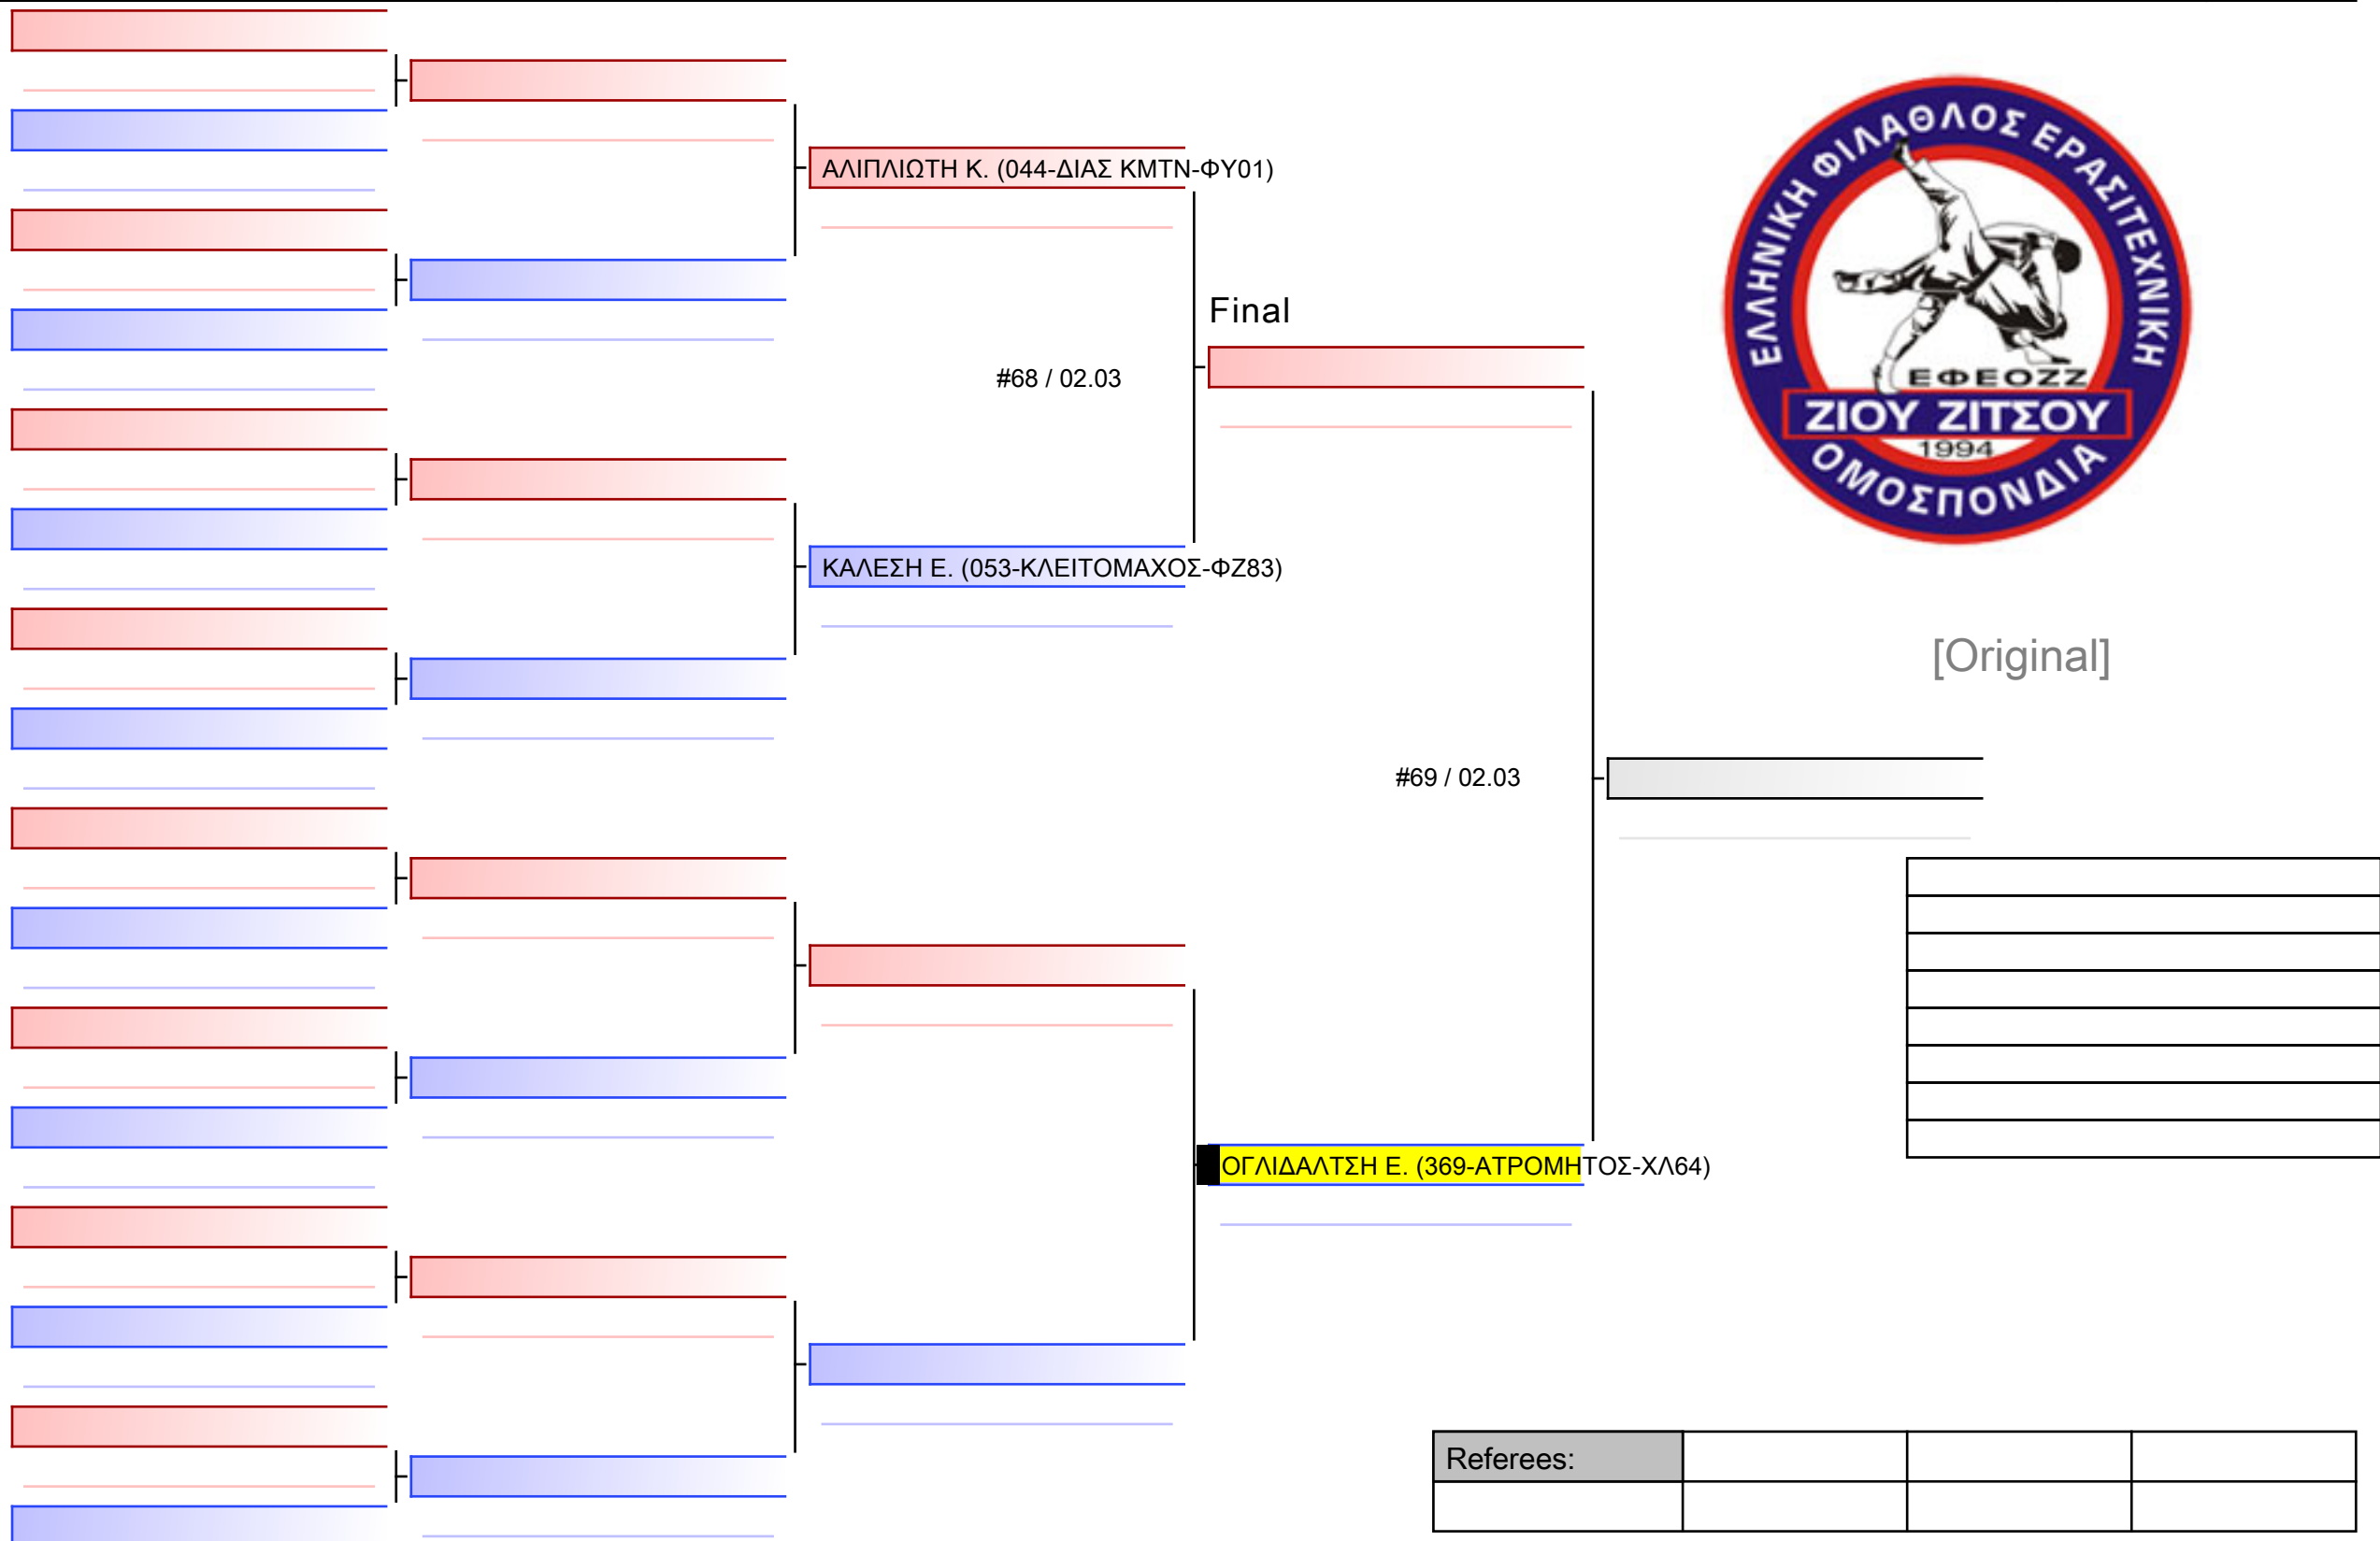 ΑΛΙΠΛΙΩΤΗ Κ. (044-ΔΙΑΣ ΚΜΤΝ-ΦΥ01)
Final
#68 / 02.03
ΚΑΛΕΣΗ Ε. (053-ΚΛΕΙΤΟΜΑΧΟΣ-ΦΖ83)
ΕΛΛΗΝΙΚΗ ΦΙΛΑΘΛΟΣ ΕΡΑΣΙΤΕΧΝΙΚΗ
ΕΦΕΟΖΖ
ΖΙΟΥ ΖΙΤΣΟΥ
1994
ΟΜΟΣΠΟΝΔΙΑ
[Original]
#69 / 02.03
ΟΓΛΙΔΑΛΤΣΗ Ε. (369-ΑΤΡΟΜΗΤΟΣ-ΧΛ64)
Referees: